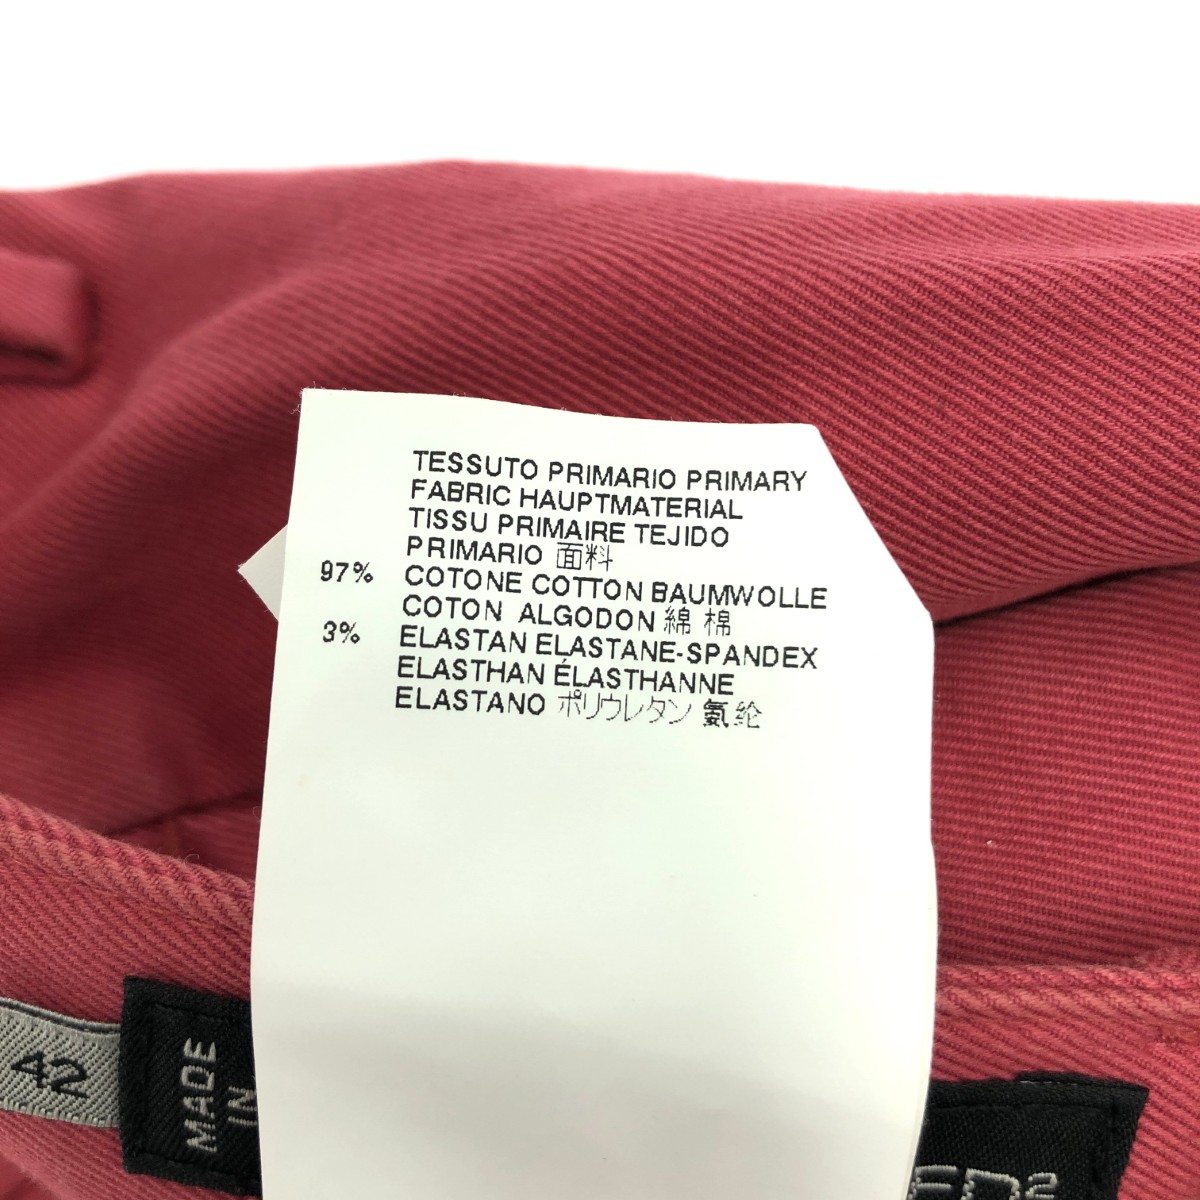 TESSUTO PRIMARIO PRIMARY
FABRIC HAUPTMATERIAL
TISSU PRIMAIRE TEJIDO
PRIMARIO 面料
97% COTONE COTTON BAUMWOLLE
COTON ALGODON 綿 棉
3% ELASTAN ELASTANE-SPANDEX
ELASTHAN ÉLASTHANNE
ELASTANO ポリウレタン 氨纶
42
MADE
IN